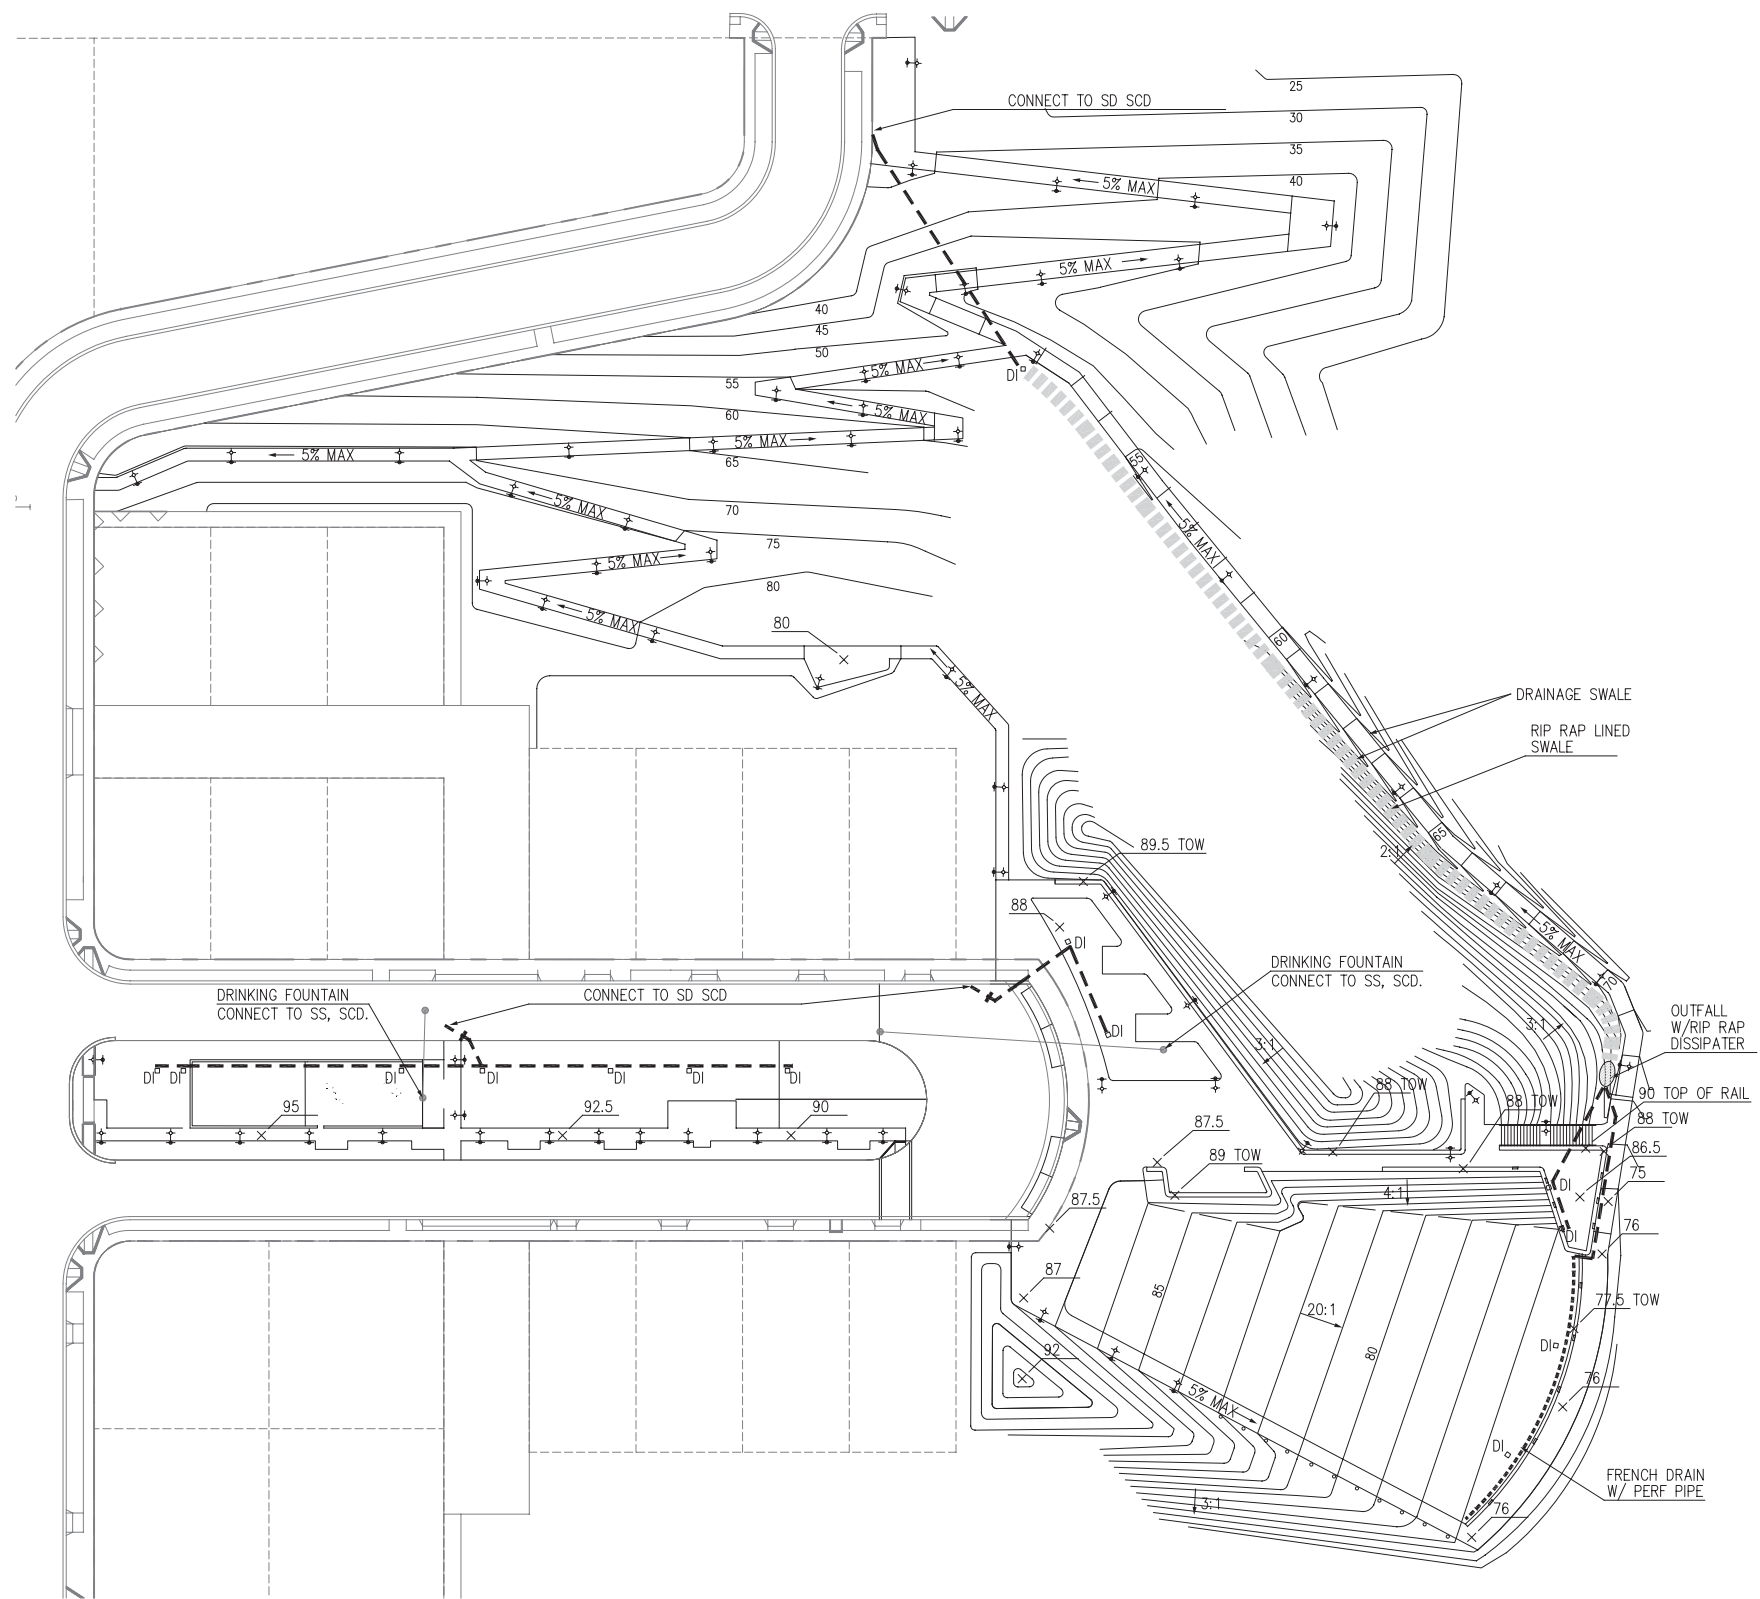 25
CONNECT TO SD SCD
30
35
40
5% MAX
5% MAX
40
45
50
DI
5% MAX
55
60
5% MAX
5% MAX
5% MAX
65
55
5% MAX
70
5% MAX
75
5% MAX
80
5% MAX
80
60
5% MAX
DRAINAGE SWALE
RIP RAP LINED
SWALE
65
89.5 TOW
2:1
88
DI
5% MAX
DRINKING FOUNTAIN
CONNECT TO SS, SCD.
70
DRINKING FOUNTAIN
CONNECT TO SS, SCD.
CONNECT TO SD SCD
OUTFALL
W/RIP RAP
DISSIPATER
DI
3:1
3:1
DI
DI
DI
DI
DI
DI
DI
88 TOW
88 TOW
90 TOP OF RAIL
95
92.5
90
88 TOW
87.5
86.5
89 TOW
75
4:1
DI
87.5
76
DI
87
85
20:1
77.5 TOW
92
80
DI
76
5% MAX
DI
FRENCH DRAIN
W/ PERF PIPE
3:1
76